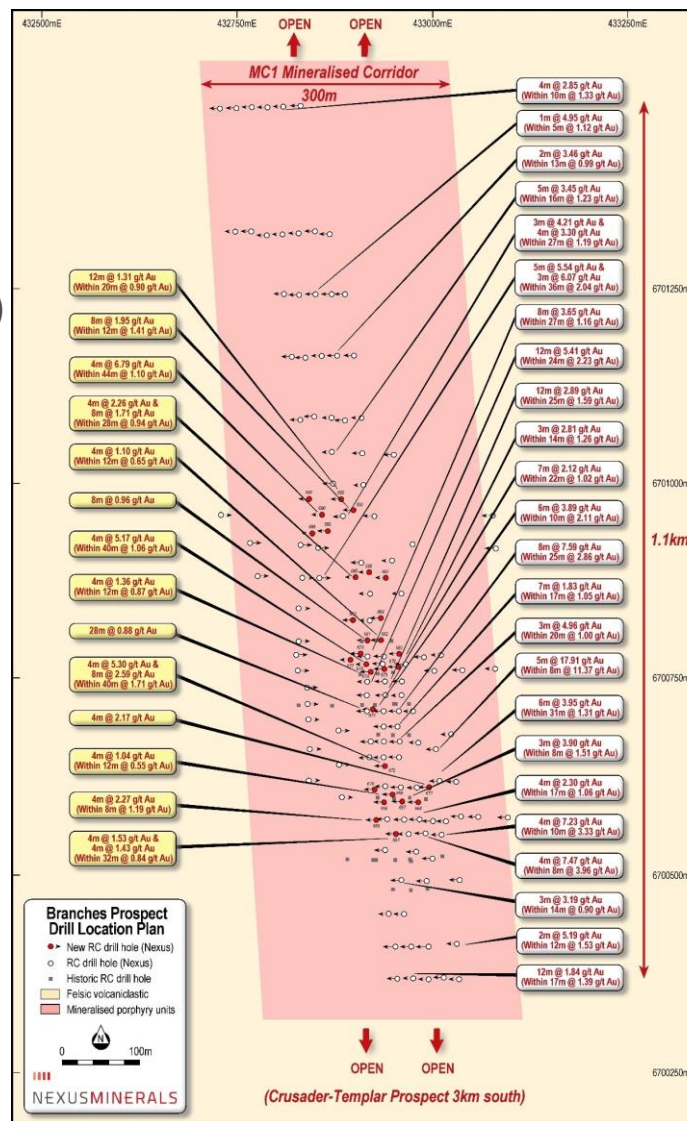 432500mE
432750mE
OPEN
OPEN
433000mE
433250mE
MC1 Mineralised Corridor
300m
4m @ 2.85 g/t Au
(Within 10m @ 1.33 g/t Au)
1m @ 4.95 g/t Au
(Within 5m @ 1.12 g/t Au)
2m @ 3.46 g/t Au
(Within 13m @ 0.99 g/t Au)
5m @ 3.45 g/t Au
(Within 16m @ 1.23 g/t Au)
3m @ 4.21 g/t Au &
4m @ 3.30 g/t Au
(Within 27m @ 1.19 g/t Au)
5m @ 5.54 g/t Au &
3m @ 6.07 g/t Au
(Within 36m @ 2.04 g/t Au)
8m @ 3.65 g/t Au
(Within 27m @ 1.16 g/t Au)
12m @ 5.41 g/t Au
(Within 24m @ 2.23 g/t Au)
12m @ 2.89 g/t Au
(Within 25m @ 1.59 g/t Au)
3m @ 2.81 g/t Au
(Within 14m @ 1.26 g/t Au)
7m @ 2.12 g/t Au
(Within 22m @ 1.02 g/t Au)
6m @ 3.89 g/t Au
(Within 10m @ 2.11 g/t Au)
8m @ 7.59 g/t Au
(Within 25m @ 2.86 g/t Au)
7m @ 1.83 g/t Au
(Within 17m @ 1.05 g/t Au)
3m @ 4.96 g/t Au
(Within 20m @ 1.00 g/t Au)
5m @ 17.91 g/t Au
(Within 8m @ 11.37 g/t Au)
6m @ 3.95 g/t Au
(Within 31m @ 1.31 g/t Au)
3m @ 3.90 g/t Au
(Within 8m @ 1.51 g/t Au)
4m @ 2.30 g/t Au
(Within 17m @ 1.06 g/t Au)
4m @ 7.23 g/t Au
(Within 10m @ 3.33 g/t Au)
4m @ 7.47 g/t Au
(Within 8m @ 3.96 g/t Au)
3m @ 3.19 g/t Au
(Within 14m @ 0.90 g/t Au)
2m @ 5.19 g/t Au
(Within 12m @ 1.53 g/t Au)
12m @ 1.84 g/t Au
(Within 17m @ 1.39 g/t Au)
12m @ 1.31 g/t Au
(Within 20m @ 0.90 g/t Au)
8m @ 1.95 g/t Au
(Within 12m @ 1.41 g/t Au)
4m @ 6.79 g/t Au
(Within 44m @ 1.10 g/t Au)
4m @ 2.26 g/t Au &
8m @ 1.71 g/t Au
(Within 28m @ 0.94 g/t Au)
4m @ 1.10 g/t Au
(Within 12m @ 0.65 g/t Au)
8m @ 0.96 g/t Au
4m @ 5.17 g/t Au
(Within 40m @ 1.06 g/t Au)
4m @ 1.36 g/t Au
(Within 12m @ 0.87 g/t Au)
28m @ 0.88 g/t Au
4m @ 5.30 g/t Au &
8m @ 2.59 g/t Au
(Within 40m @ 1.71 g/t Au)
4m @ 2.17 g/t Au
4m @ 1.04 g/t Au
(Within 12m @ 0.55 g/t Au)
4m @ 2.27 g/t Au
(Within 8m @ 1.19 g/t Au)
4m @ 1.53 g/t Au &
4m @ 1.43 g/t Au
(Within 32m @ 0.84 g/t Au)
6701250m
6701000m
1.1km
6700750m
6700500m
6700250m
Branches Prospect
Drill Location Plan
New RC drill hole (Nexus)
RC drill hole (Nexus)
Historic RC drill hole
Felsic volcaniclastic
Mineralised porphyry units
N
0 100m
NEXUSMINERALS
OPEN
OPEN
(Crusader-Templar Prospect 3km south)